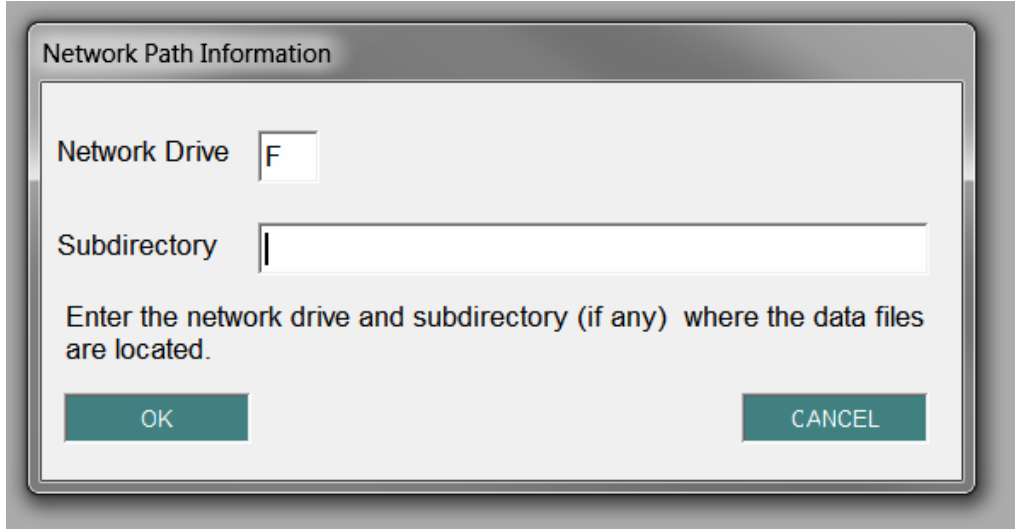 Network Path Information
Network Drive F
Subdirectory
Enter the network drive and subdirectory (if any)  where the data files
are located.
OK CANCEL